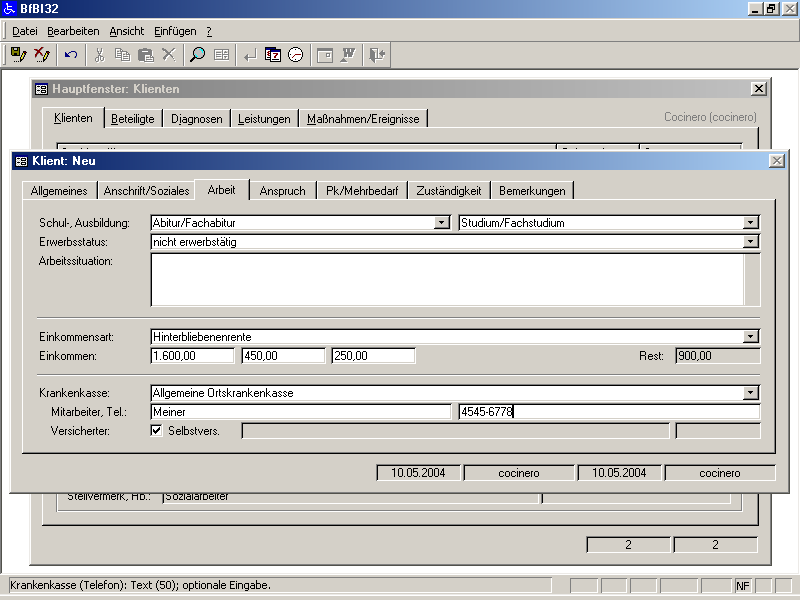 BfBI32
Datei Bearbeiten Ansicht Einfügen ?
Hauptfenster: Klienten
Klienten Beteiligte Diagnosen Leistungen Maßnahmen/Ereignisse Cocinero (cocinero)
Klient: Neu
Allgemeines Anschrift/Soziales Arbeit Anspruch Pk/Mehrbedarf Zuständigkeit Bemerkungen
Schul-, Ausbildung: Abitur/Fachabitur Studium/Fachstudium
Erwerbsstatus: nicht erwerbstätig
Arbeitssituation:
Einkommensart: Hinterbliebenenrente
Einkommen: 1.600,00 450,00 250,00 Rest: 900,00
Krankenkasse: Allgemeine Ortskrankenkasse
Mitarbeiter, Tel.: Meiner 4545-6778
Versicherter: Selbstvers.
10.05.2004 cocinero 10.05.2004 cocinero
Stellvermerk, Hb.: Sozialarbeiter
2 2
Krankenkasse (Telefon): Text (50); optionale Eingabe. NF